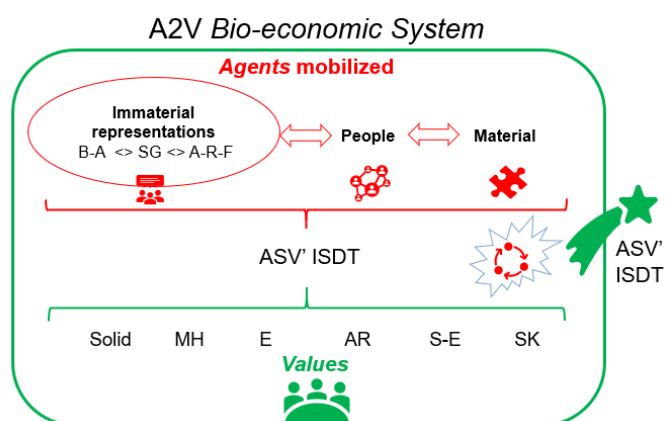 A2V Bio-economic System
Agents mobilized
Immaterial
representations
B-A <> SG <> A-R-F
People
Material
ASV' ISDT
ASV'
ISDT
Solid MH E AR S-E SK
Values